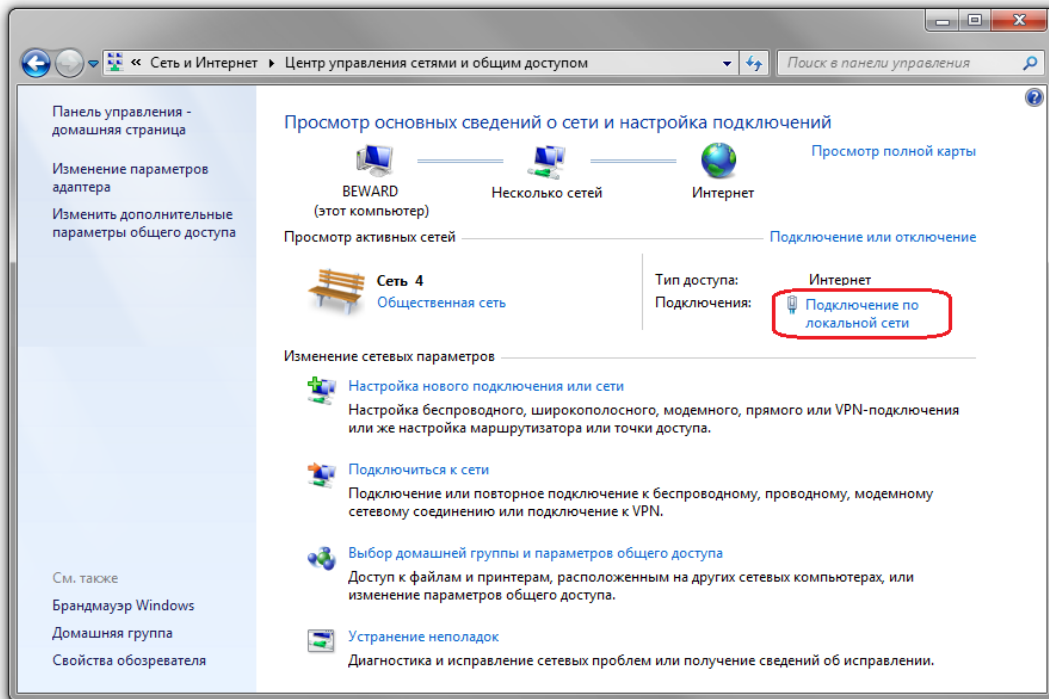 « Сеть и Интернет ▸ Центр управления сетями и общим доступом
Поиск в панели управления
Панель управления -
домашняя страница
Изменение параметров
адаптера
Изменить дополнительные
параметры общего доступа
Просмотр основных сведений о сети и настройка подключений
Просмотр полной карты
BEWARD
(этот компьютер)
Несколько сетей
Интернет
Просмотр активных сетей
Подключение или отключение
Сеть 4
Общественная сеть
Тип доступа: Интернет
Подключения: Подключение по
локальной сети
Изменение сетевых параметров
Настройка нового подключения или сети
Настройка беспроводного, широкополосного, модемного, прямого или VPN-подключения
или же настройка маршрутизатора или точки доступа.
Подключиться к сети
Подключение или повторное подключение к беспроводному, проводному, модемному
сетевому соединению или подключение к VPN.
Выбор домашней группы и параметров общего доступа
Доступ к файлам и принтерам, расположенным на других сетевых компьютерах, или
изменение параметров общего доступа.
Устранение неполадок
Диагностика и исправление сетевых проблем или получение сведений об исправлении.
См. также
Брандмауэр Windows
Домашняя группа
Свойства обозревателя